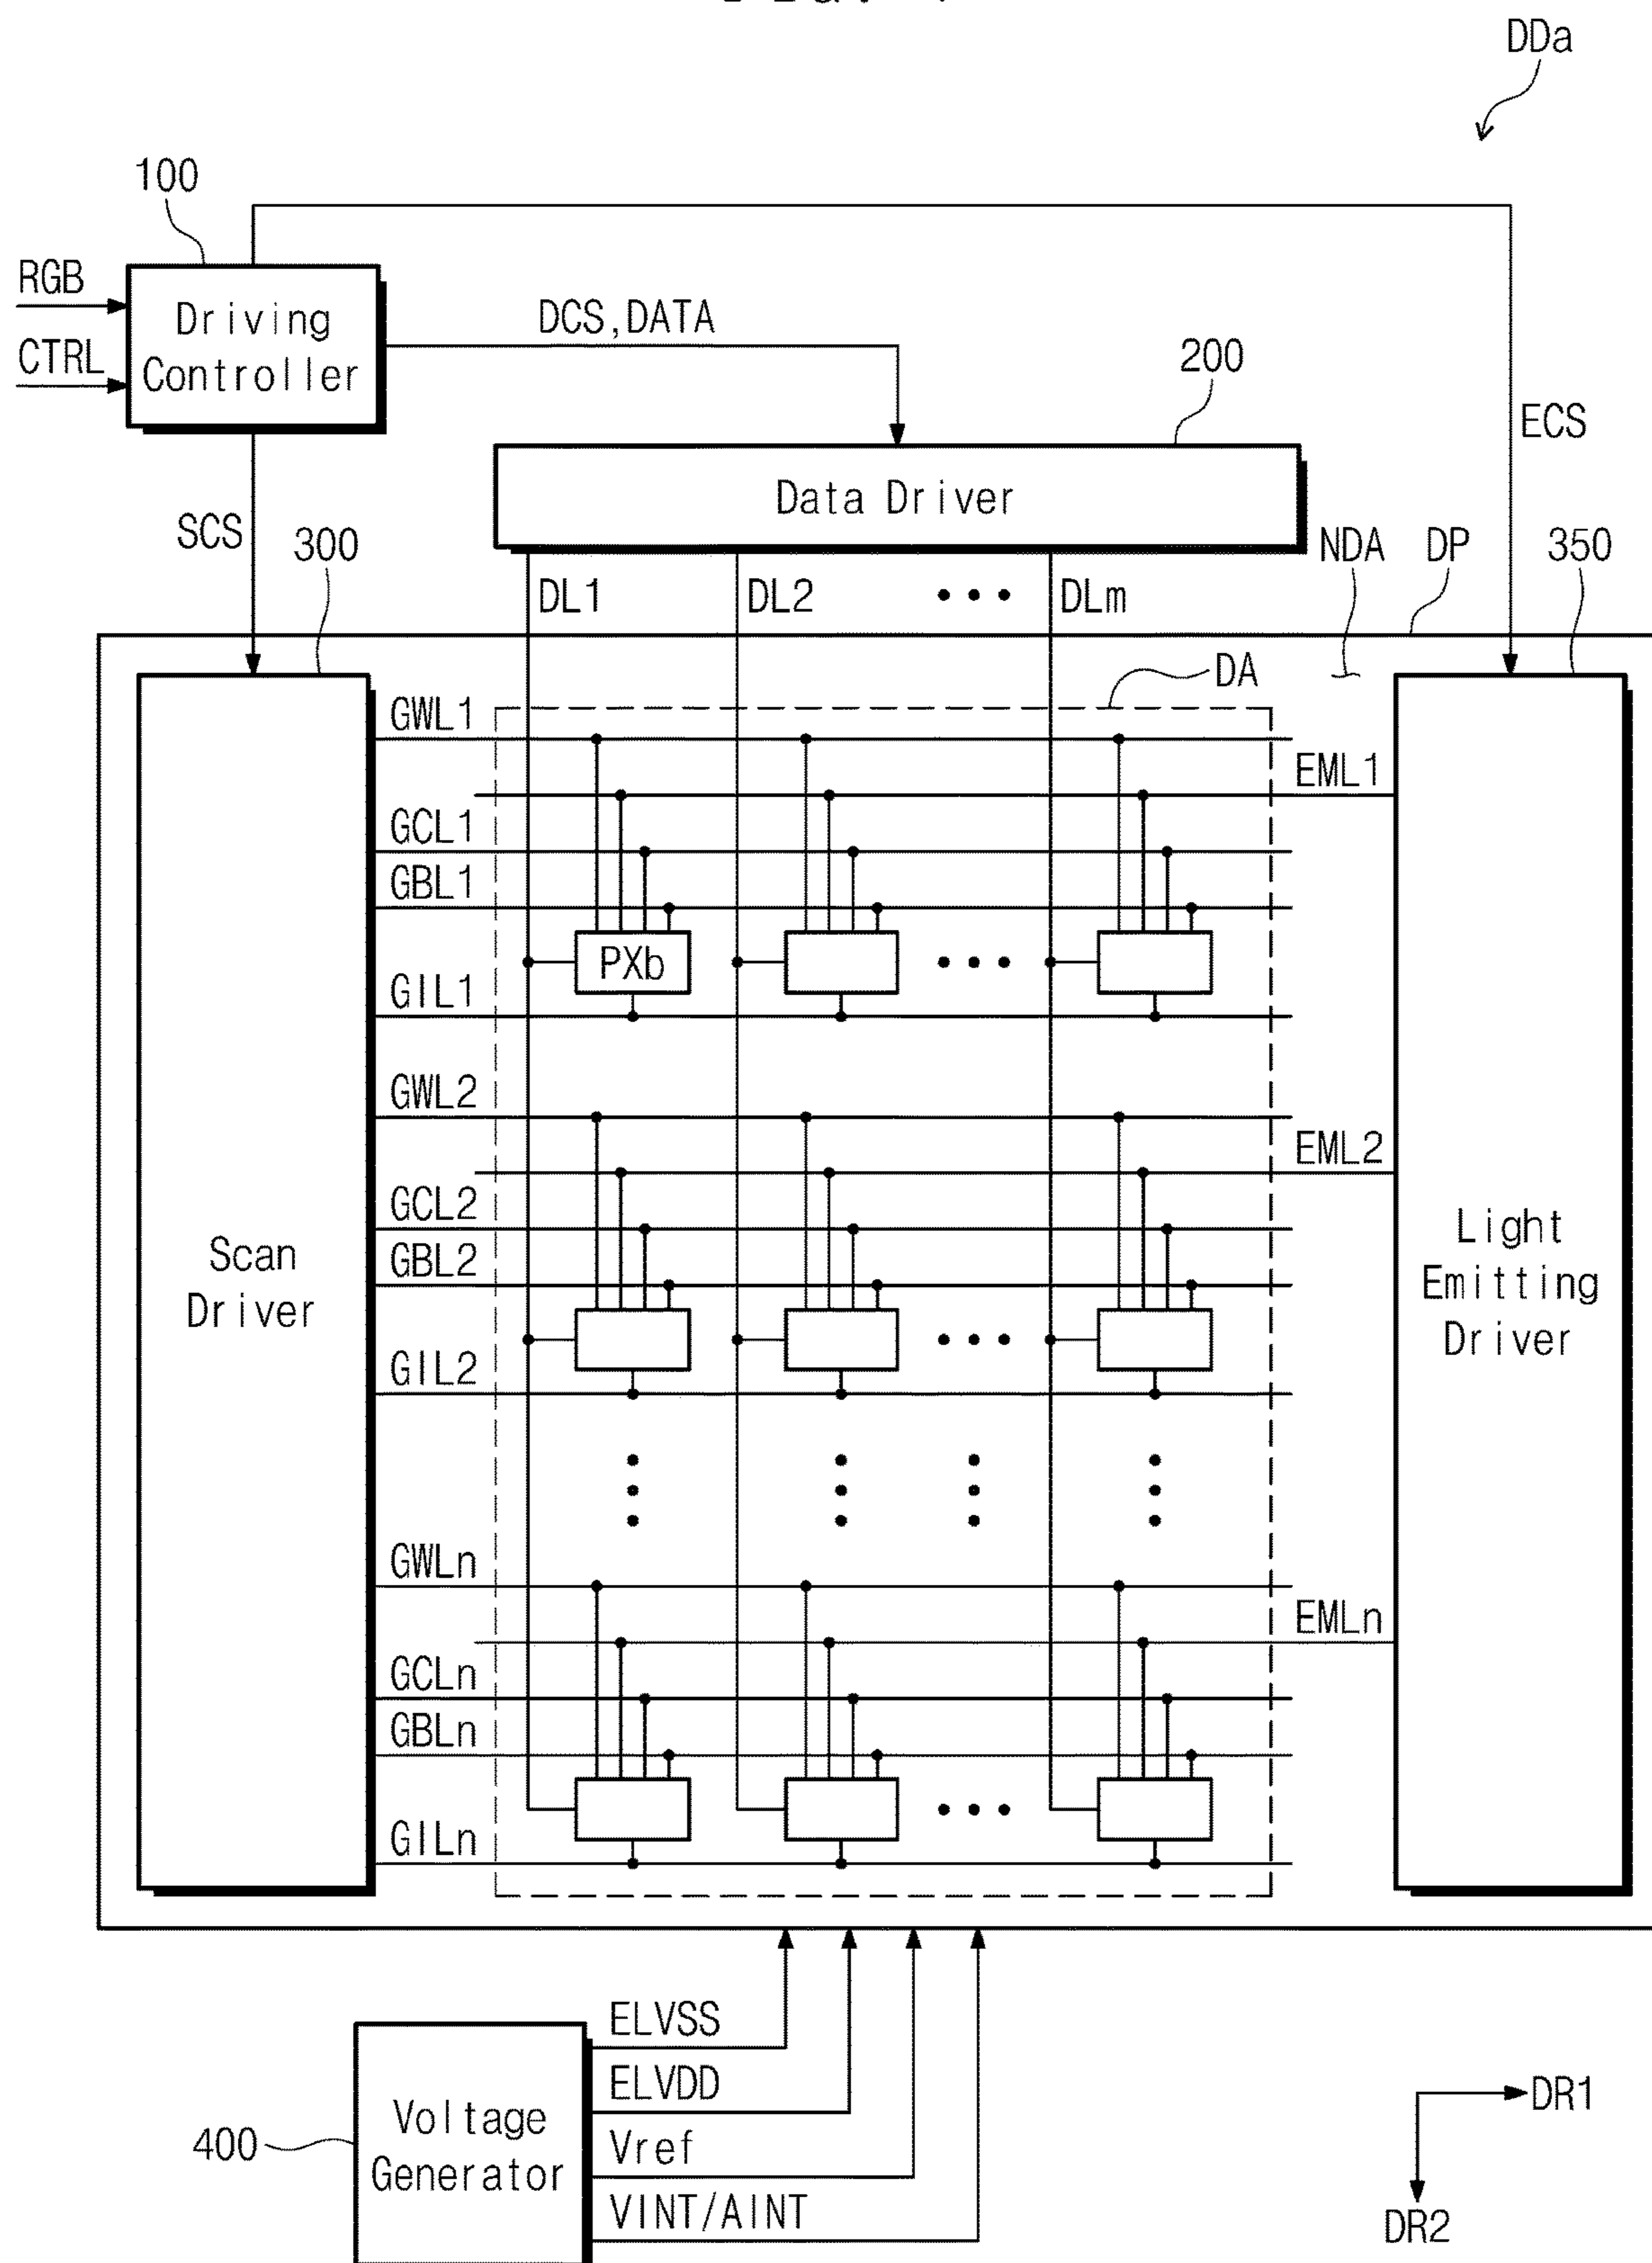 DDa
100
RGB
CTRL
Driving
Controller
DCS,DATA
200
ECS
Data Driver
SCS
300
NDA
DP
350
DL1
DL2
DLm
DA
GWL1
EML1
GCL1
GBL1
PXb
GIL1
GWL2
EML2
GCL2
GBL2
GIL2
Scan
Driver
Light
Emitting
Driver
GWLn
EMLn
GCLn
GBLn
GILn
ELVSS
ELVDD
Vref
VINT/AINT
Voltage
Generator
400
DR1
DR2